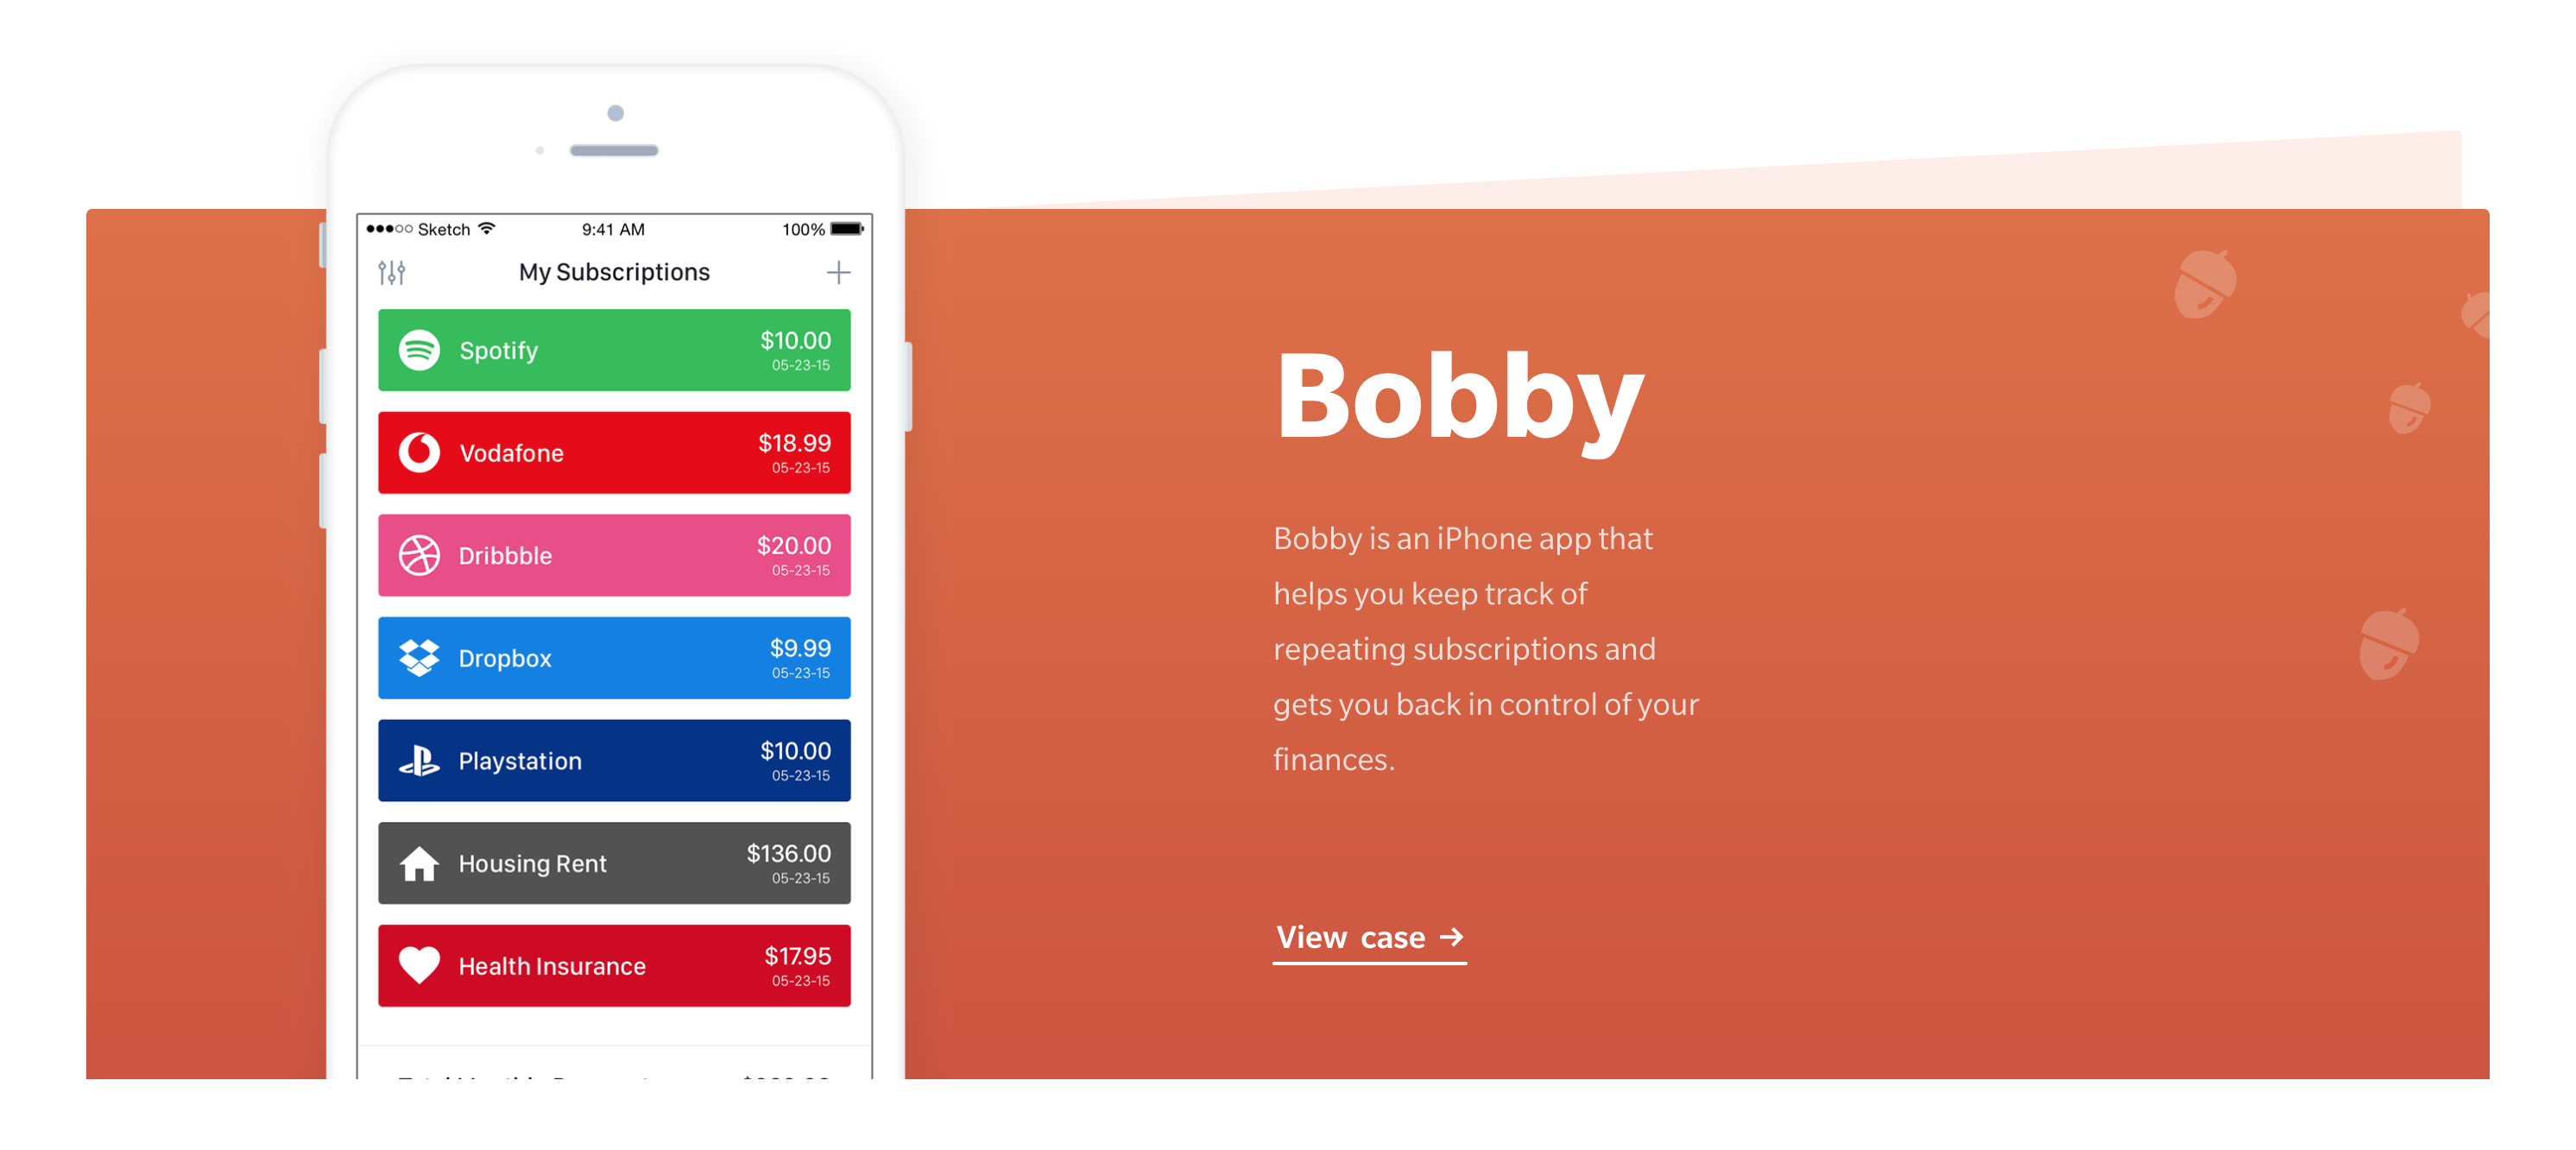 Sketch 9:41 AM 100%
My Subscriptions
Spotify $10.00
05-23-15
Vodafone $18.99
05-23-15
Dribbble $20.00
05-23-15
Dropbox $9.99
05-23-15
Playstation $10.00
05-23-15
Housing Rent $136.00
05-23-15
Health Insurance $17.95
05-23-15
Bobby
Bobby is an iPhone app that
helps you keep track of
repeating subscriptions and
gets you back in control of your
finances.
View case →